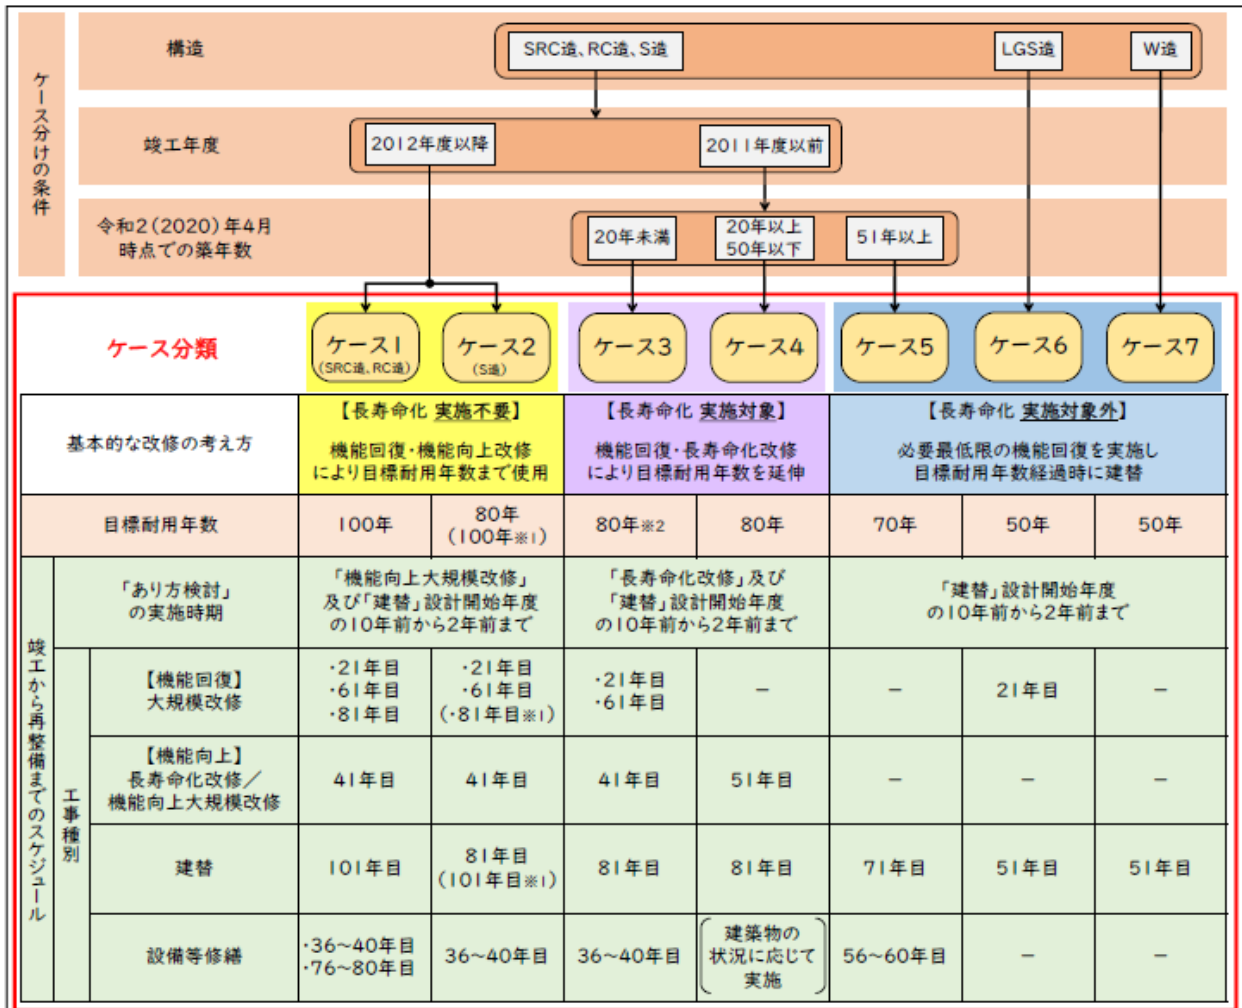 ケース分けの条件
構造
SRC造、RC造、S造
LGS造
W造
竣工年度
2012年度以降
2011年度以前
令和2(2020)年4月
時点での築年数
20年未満
20年以上
50年以下
51年以上
ケース分類
ケース1
(SRC造、RC造)
ケース2
(S造)
ケース3
ケース4
ケース5
ケース6
ケース7
基本的な改修の考え方
【長寿命化 実施不要】
機能回復・機能向上改修
により目標耐用年数まで使用
【長寿命化 実施対象】
機能回復・長寿命化改修
により目標耐用年数を延伸
【長寿命化 実施対象外】
必要最低限の機能回復を実施し
目標耐用年数経過時に建替
目標耐用年数
100年
80年
(100年※1)
80年※2
80年
70年
50年
50年
竣工から再整備までのスケジュール
「あり方検討」
の実施時期
「機能向上大規模改修」
及び「建替」設計開始年度
の10年前から2年前まで
「長寿命化改修」及び
「建替」設計開始年度
の10年前から2年前まで
「建替」設計開始年度
の10年前から2年前まで
工事種別
【機能回復】
大規模改修
・21年目
・61年目
・81年目
・21年目
・61年目
(・81年目※1)
・21年目
・61年目
−
−
21年目
−
【機能向上】
長寿命化改修/
機能向上大規模改修
41年目
41年目
41年目
51年目
−
−
−
建替
101年目
81年目
(101年目※1)
81年目
81年目
71年目
51年目
51年目
設備等修繕
・36~40年目
・76~80年目
36~40年目
36~40年目
建築物の
状況に応じて
実施
56~60年目
−
−